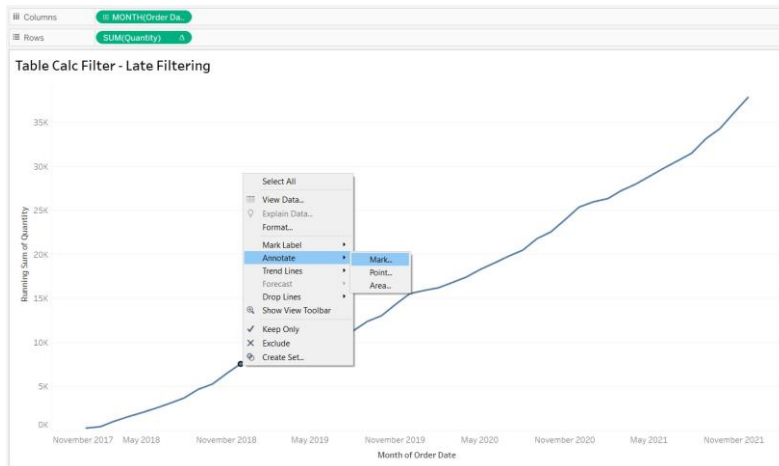 Columns
MONTH(Order Da..
Rows
SUM(Quantity) Δ
Table Calc Filter - Late Filtering
Running Sum of Quantity
35K
30K
25K
20K
15K
10K
5K
0K
Select All
View Data...
Explain Data...
Format...
Mark Label
Annotate
Trend Lines
Forecast
Drop Lines
Show View Toolbar
Keep Only
Exclude
Create Set...
Mark...
Point...
Area...
November 2017 May 2018 November 2018 May 2019 November 2019 May 2020 November 2020 May 2021 November 2021
Month of Order Date